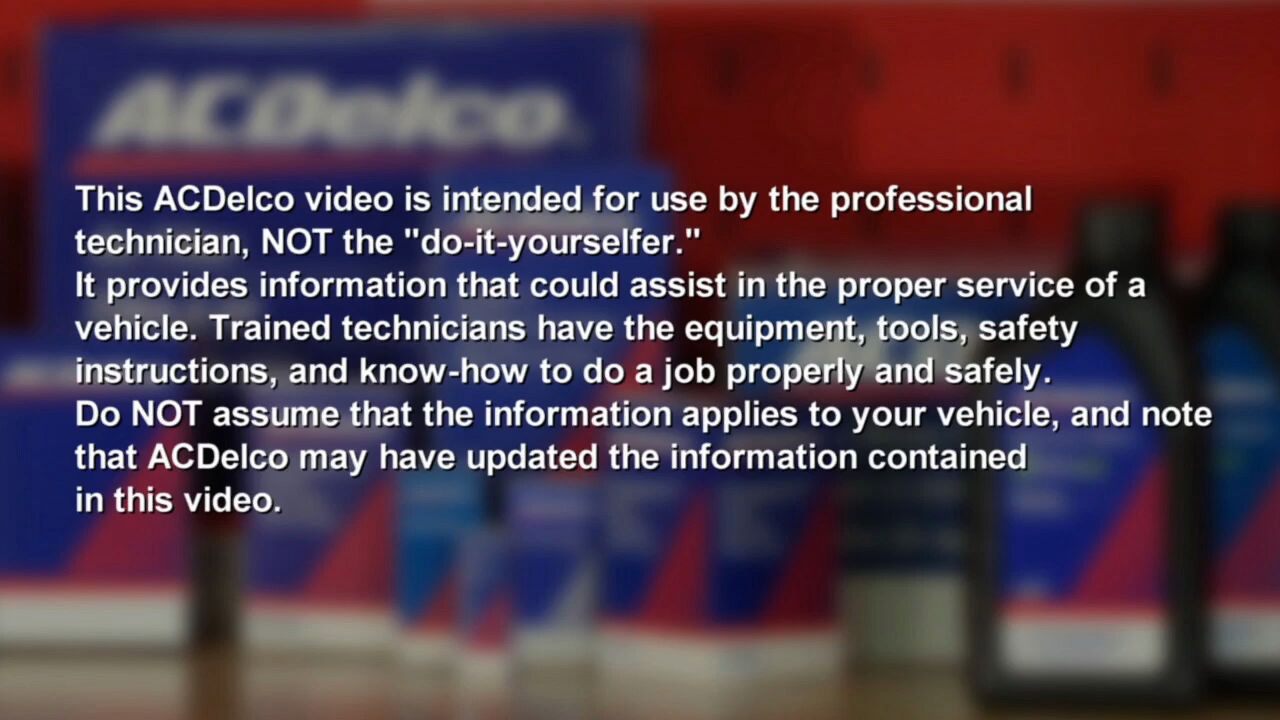 ACDelco
This ACDelco video is intended for use by the professional
technician, NOT the "do-it-yourselfer."
It provides information that could assist in the proper service of a
vehicle. Trained technicians have the equipment, tools, safety
instructions, and know-how to do a job properly and safely.
Do NOT assume that the information applies to your vehicle, and note
that ACDelco may have updated the information contained
in this video.